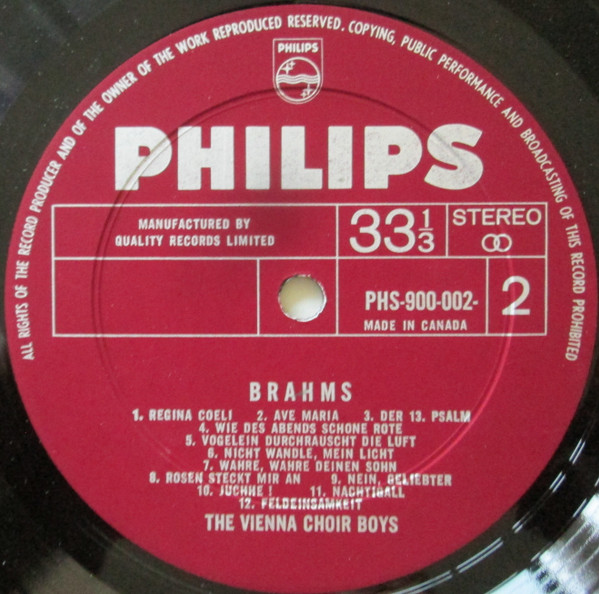 ALL RIGHTS OF THE RECORD PRODUCER AND OF THE OWNER OF THE WORK REPRODUCED RESERVED. COPYING, PUBLIC PERFORMANCE AND BROADCASTING OF THIS RECORD PROHIBITED
PHILIPS
PHILIPS
MANUFACTURED BY
QUALITY RECORDS LIMITED
33 1/3
STEREO
PHS-900-002-
2
MADE IN CANADA
BRAHMS
1. REGINA COELI 2. AVE MARIA 3. DER 13. PSALM
4. WIE DES ABENDS SCHONE ROTE
5. VOGELEIN DURCHRAUSCHT DIE LUFT
6. NICHT WANDLE, MEIN LICHT
7. WAHRE, WAHRE DEINEN SOHN
8. ROSEN STECKT MIR AN 9. NEIN, GELIEBTER
10. JUCHHE ! 11. NACHTIGALL
12. FELDEINSAMKEIT
THE VIENNA CHOIR BOYS